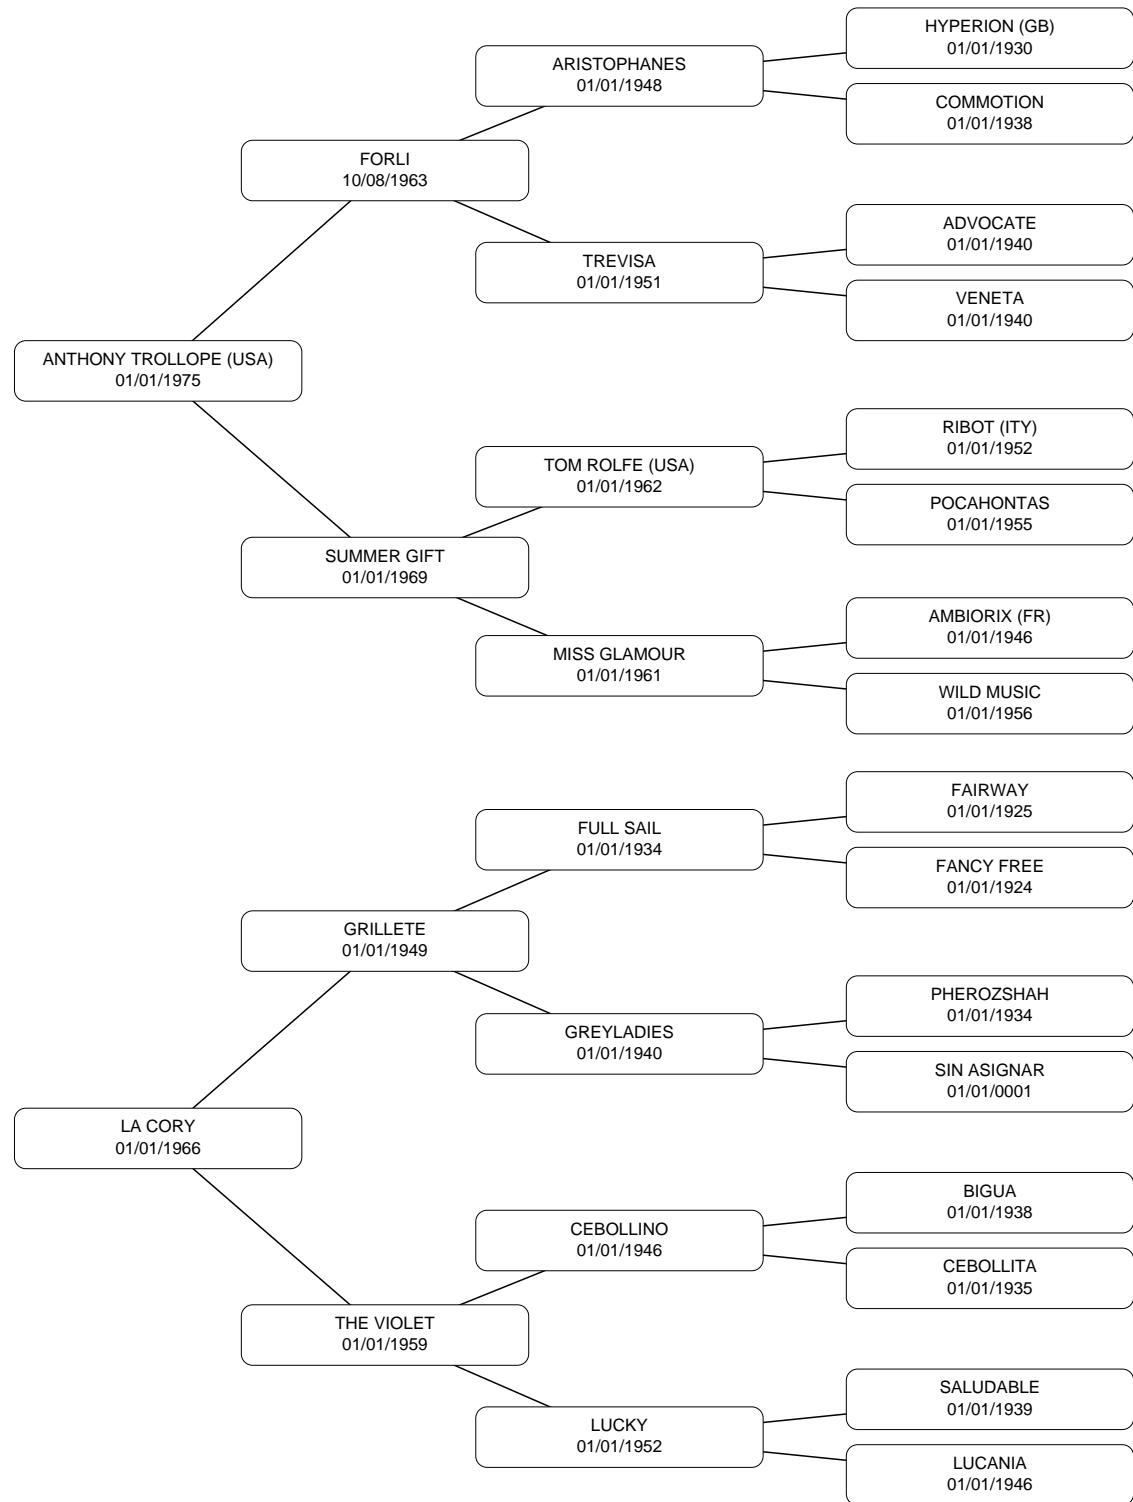 HYPERION (GB)
01/01/1930
ARISTOPHANES
01/01/1948
COMMOTION
01/01/1938
FORLI
10/08/1963
ADVOCATE
01/01/1940
TREVISA
01/01/1951
VENETA
01/01/1940
ANTHONY TROLLOPE (USA)
01/01/1975
RIBOT (ITY)
01/01/1952
TOM ROLFE (USA)
01/01/1962
POCAHONTAS
01/01/1955
SUMMER GIFT
01/01/1969
AMBIORIX (FR)
01/01/1946
MISS GLAMOUR
01/01/1961
WILD MUSIC
01/01/1956
FAIRWAY
01/01/1925
FULL SAIL
01/01/1934
FANCY FREE
01/01/1924
GRILLETE
01/01/1949
PHEROZSHAH
01/01/1934
GREYLADIES
01/01/1940
SIN ASIGNAR
01/01/0001
LA CORY
01/01/1966
BIGUA
01/01/1938
CEBOLLINO
01/01/1946
CEBOLLITA
01/01/1935
THE VIOLET
01/01/1959
SALUDABLE
01/01/1939
LUCKY
01/01/1952
LUCANIA
01/01/1946